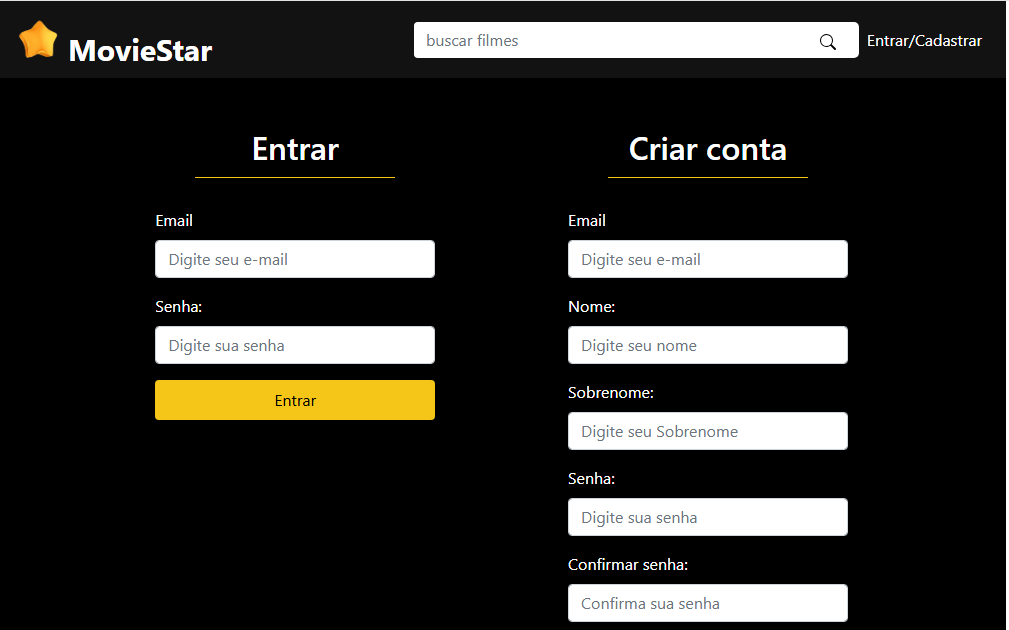 MovieStar
buscar filmes
Entrar/Cadastrar
Entrar
Email
Digite seu e-mail
Senha:
Digite sua senha
Entrar
Criar conta
Email
Digite seu e-mail
Nome:
Digite seu nome
Sobrenome:
Digite seu Sobrenome
Senha:
Digite sua senha
Confirmar senha:
Confirma sua senha